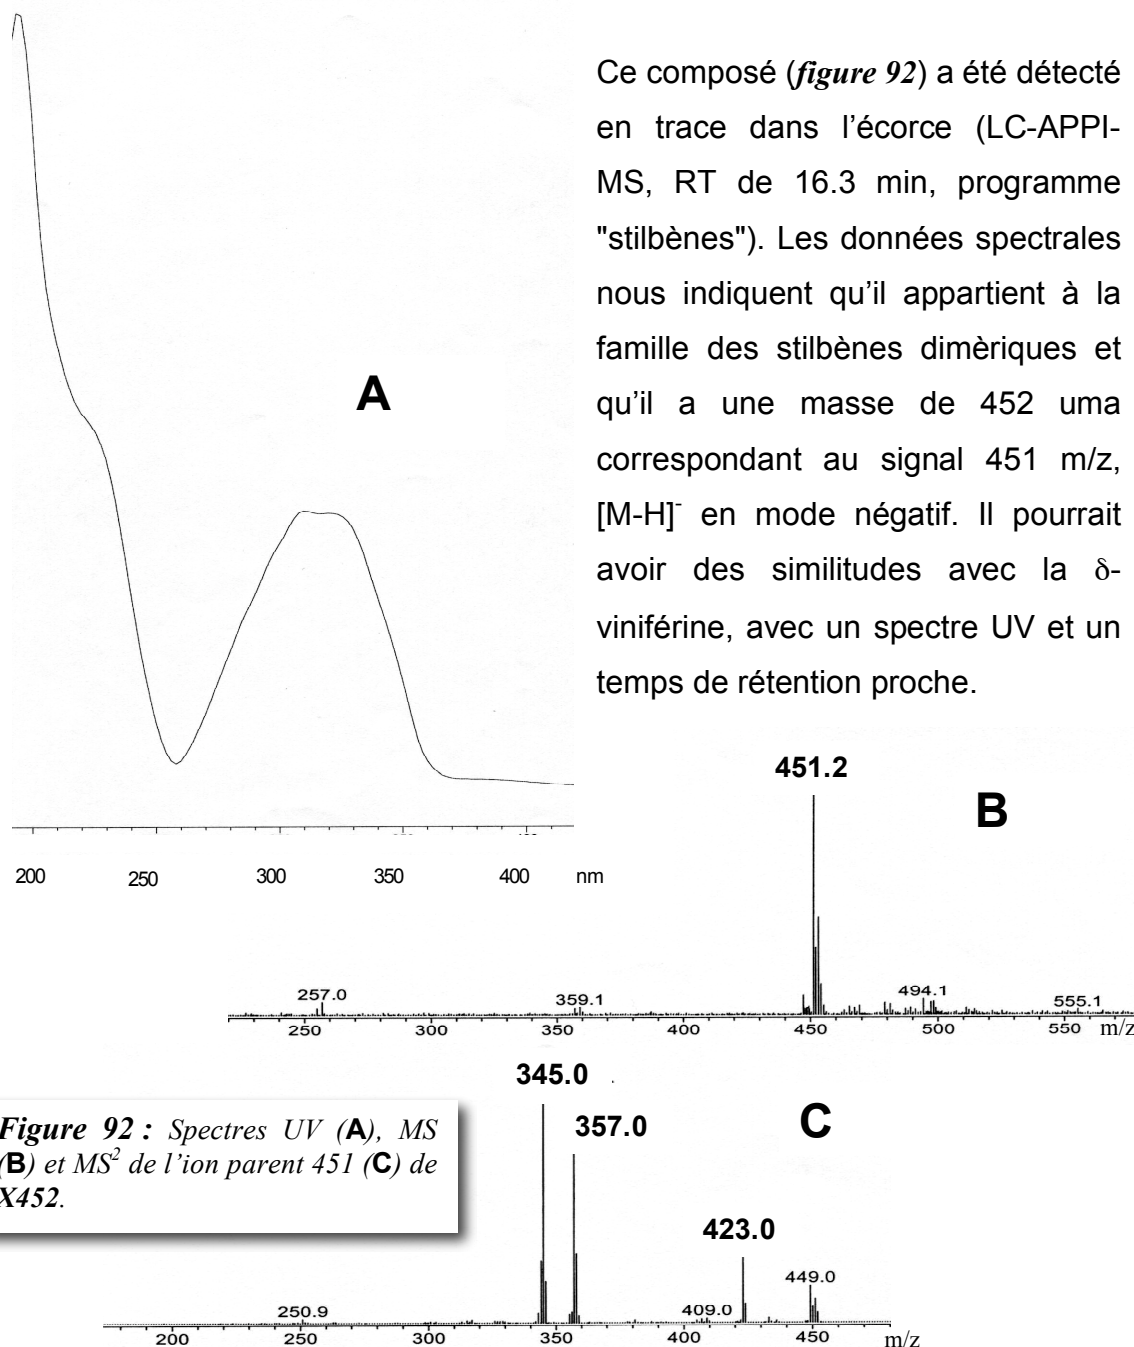 Ce composé (figure 92) a été détecté
en trace dans l'écorce (LC-APPI-
MS, RT de 16.3 min, programme
"stilbènes"). Les données spectrales
nous indiquent qu'il appartient à la
famille des stilbènes dimèriques et
qu'il a une masse de 452 uma
correspondant au signal 451 m/z,
[M-H]- en mode négatif. Il pourrait
avoir des similitudes avec la δ-
viniférine, avec un spectre UV et un
temps de rétention proche.
A
200 250 300 350 400 nm
451.2
B
257.0 359.1 494.1 555.1
250 300 350 400 450 500 550 m/z
345.0
357.0
C
Figure 92 : Spectres UV (A), MS
(B) et MS2 de l'ion parent 451 (C) de
X452.
423.0
449.0
250.9 409.0
200 250 300 350 400 450 m/z